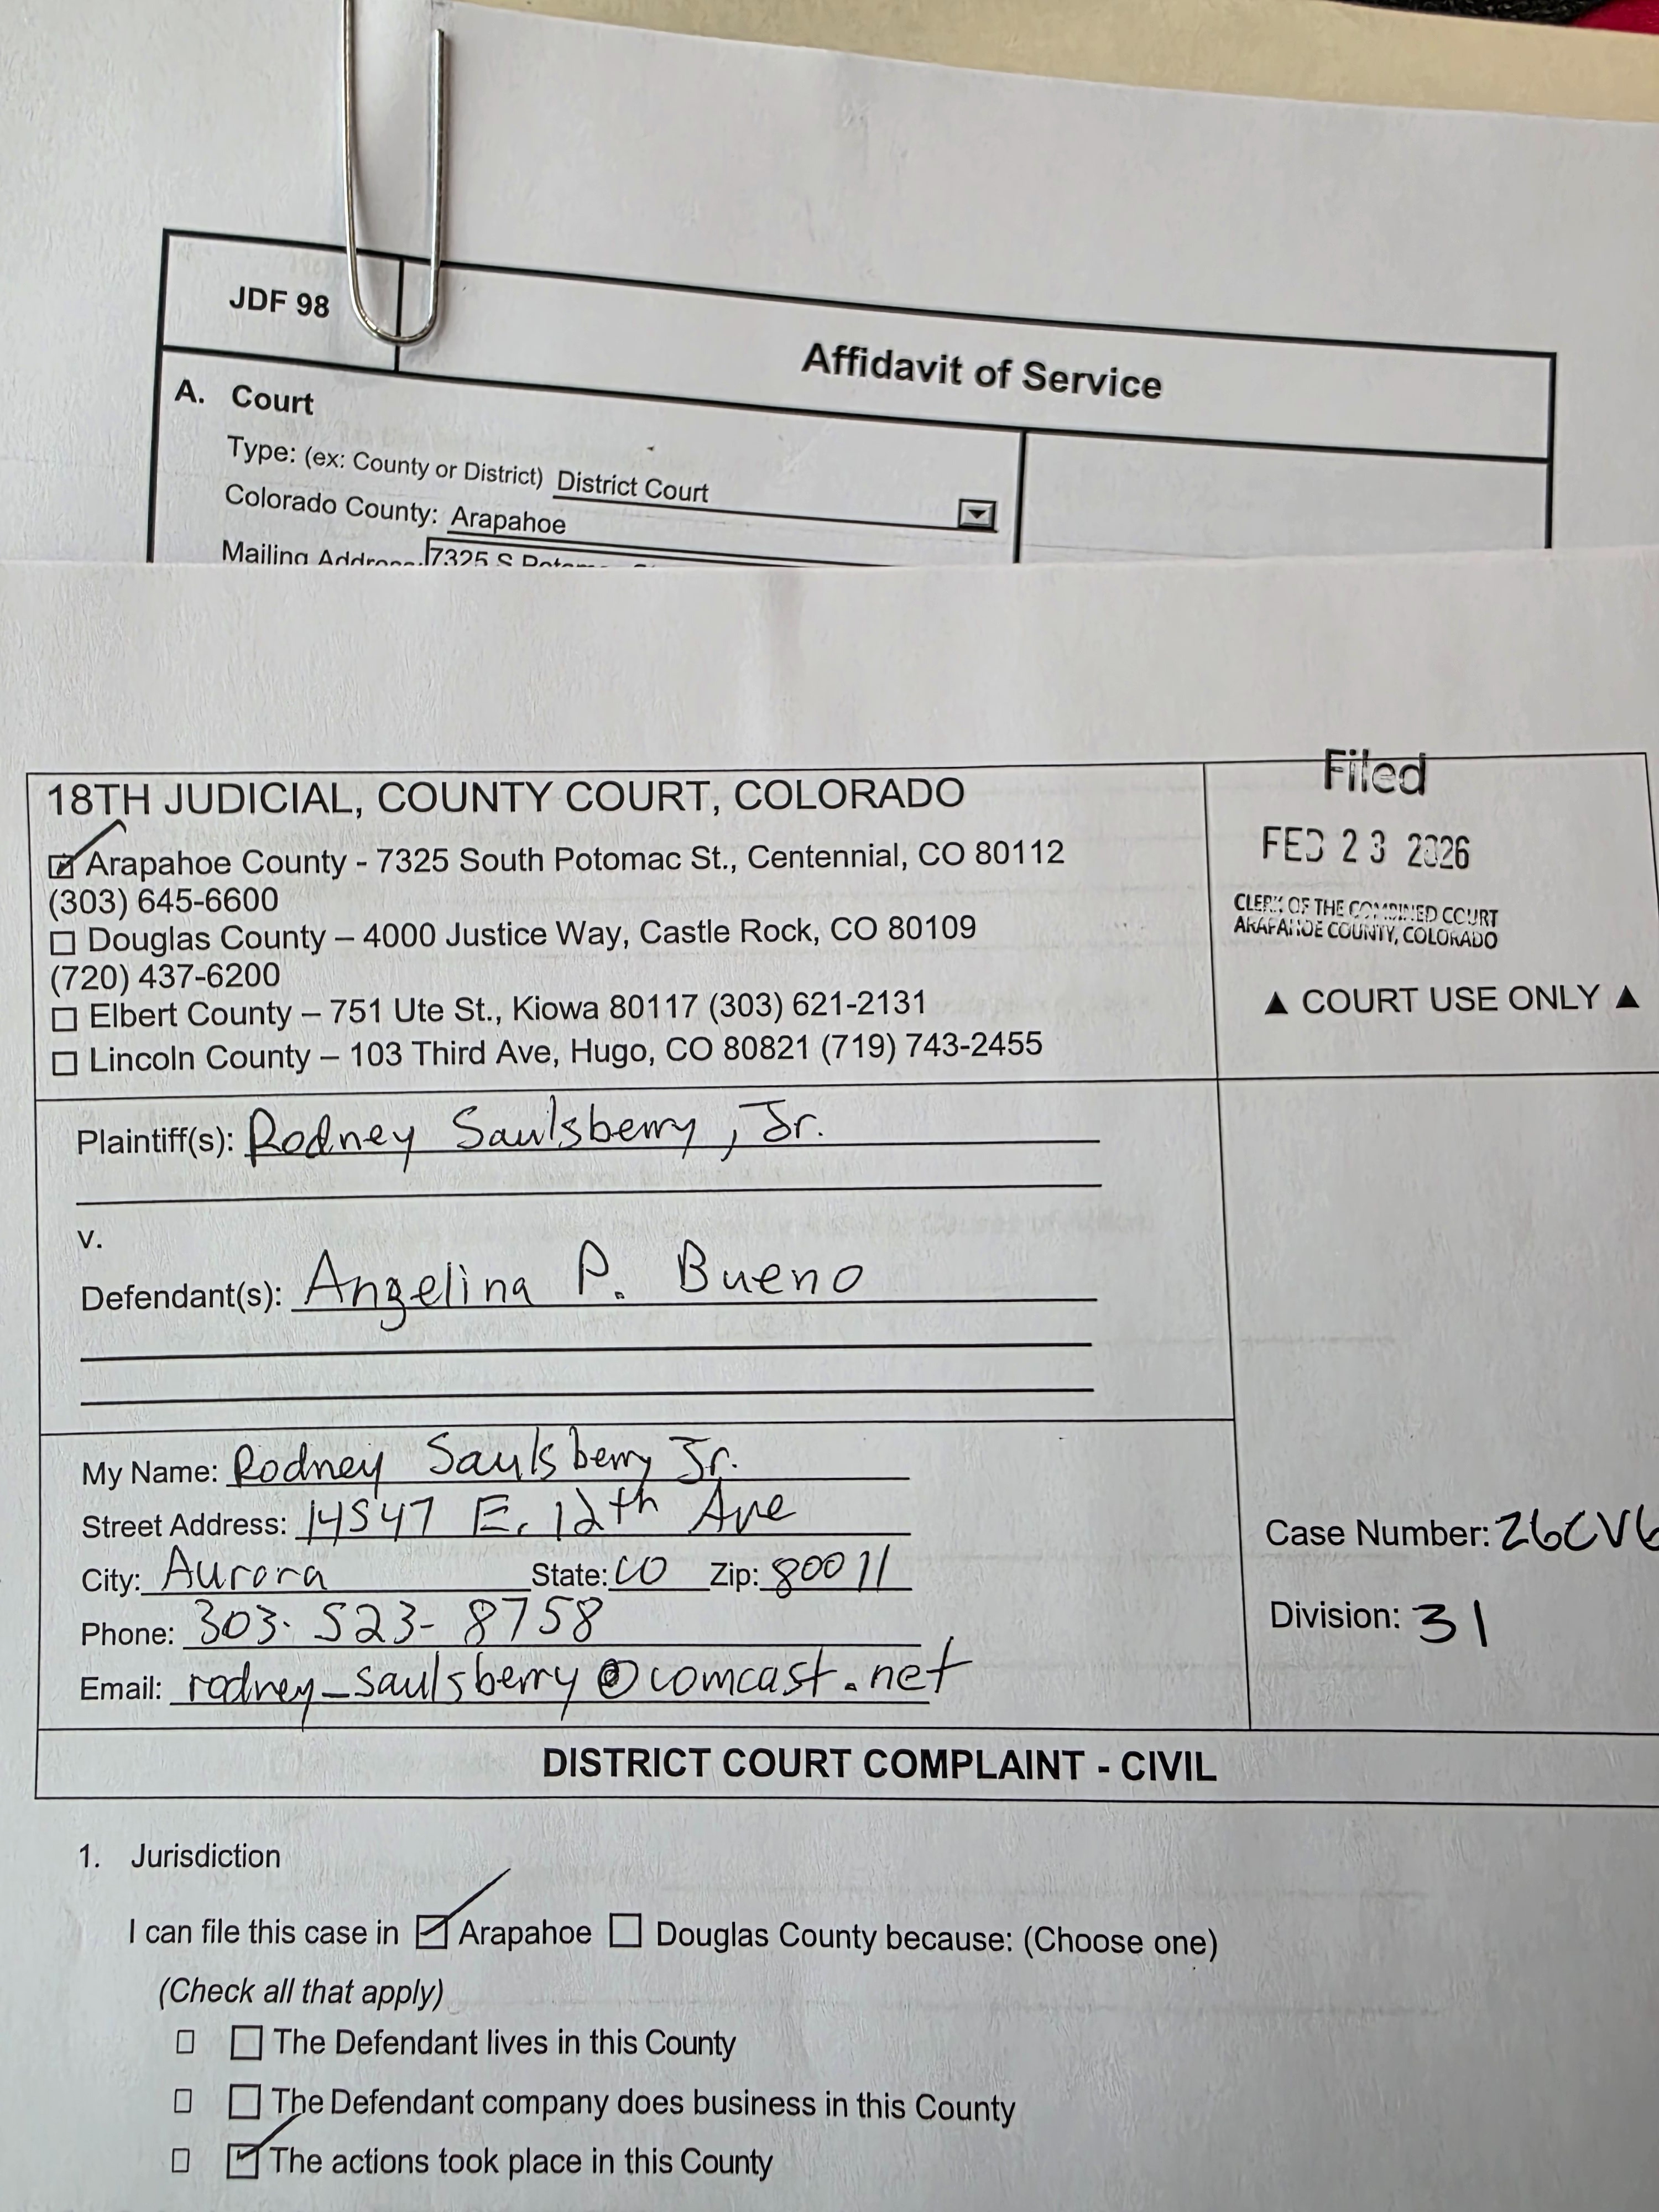 JDF 98
Affidavit of Service
A. Court
Type: (ex: County or District) District Court
Colorado County: Arapahoe
Mailing 7325 S
18TH JUDICIAL, COUNTY COURT, COLORADO
Arapahoe County - 7325 South Potomac St., Centennial, CO 80112
(303) 645-6600
☐ Douglas County – 4000 Justice Way, Castle Rock, CO 80109
(720) 437-6200
☐ Elbert County – 751 Ute St., Kiowa 80117 (303) 621-2131
☐ Lincoln County – 103 Third Ave, Hugo, CO 80821 (719) 743-2455
Filed
FEB 23 2026
CLERK OF THE COMBINED COURT
ARAPAHOE COUNTY, COLORADO
▲ COURT USE ONLY ▲
Plaintiff(s): Rodney Saulsberry, Jr.
v.
Defendant(s): Angelina P. Bueno
My Name: Rodney Saulsberry Jr.
Street Address: 14547 E. 12th Ave
City: Aurora State: CO Zip: 80011
Phone: 303-523-8758
Email: rodney_saulsberry@comcast.net
Case Number: 26CV6
Division: 31
DISTRICT COURT COMPLAINT - CIVIL
1. Jurisdiction
I can file this case in ☑ Arapahoe ☐ Douglas County because: (Choose one)
(Check all that apply)
☐ The Defendant lives in this County
☐ The Defendant company does business in this County
☑ The actions took place in this County